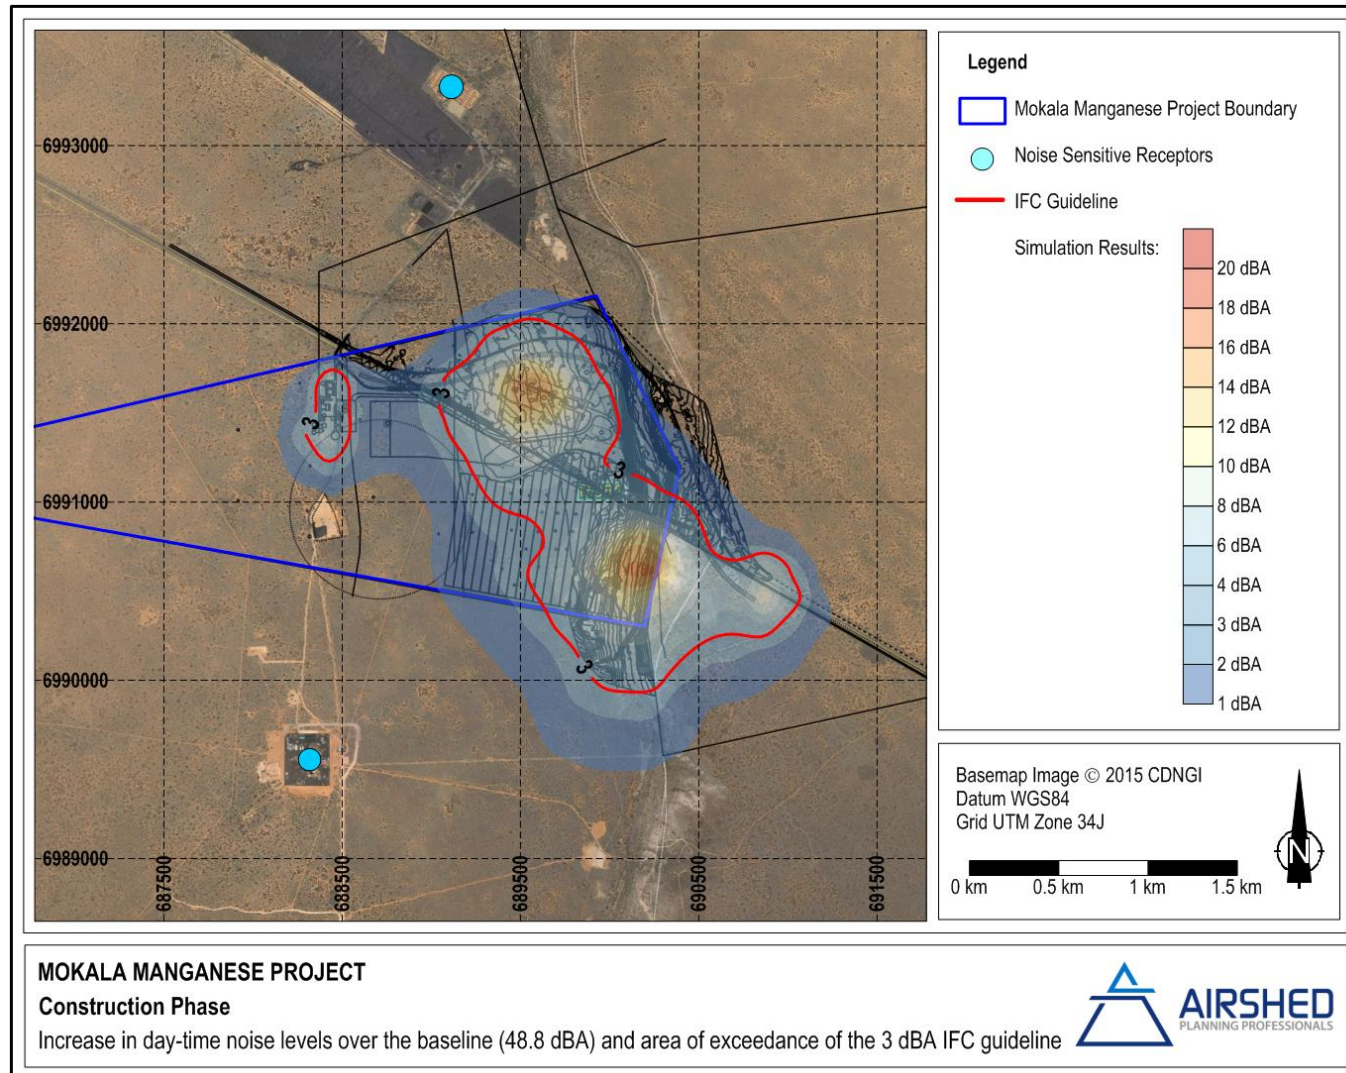 6993000
6992000
6991000
6990000
6989000
687500
688500
689500
690500
691500
3
3
3
3
Legend
Mokala Manganese Project Boundary
Noise Sensitive Receptors
IFC Guideline
Simulation Results:
20 dBA
18 dBA
16 dBA
14 dBA
12 dBA
10 dBA
8 dBA
6 dBA
4 dBA
3 dBA
2 dBA
1 dBA
Basemap Image © 2015 CDNGI
Datum WGS84
Grid UTM Zone 34J
0 km 0.5 km 1 km 1.5 km
N
MOKALA MANGANESE PROJECT
Construction Phase
Increase in day-time noise levels over the baseline (48.8 dBA) and area of exceedance of the 3 dBA IFC guideline
AIRSHED
PLANNING PROFESSIONALS